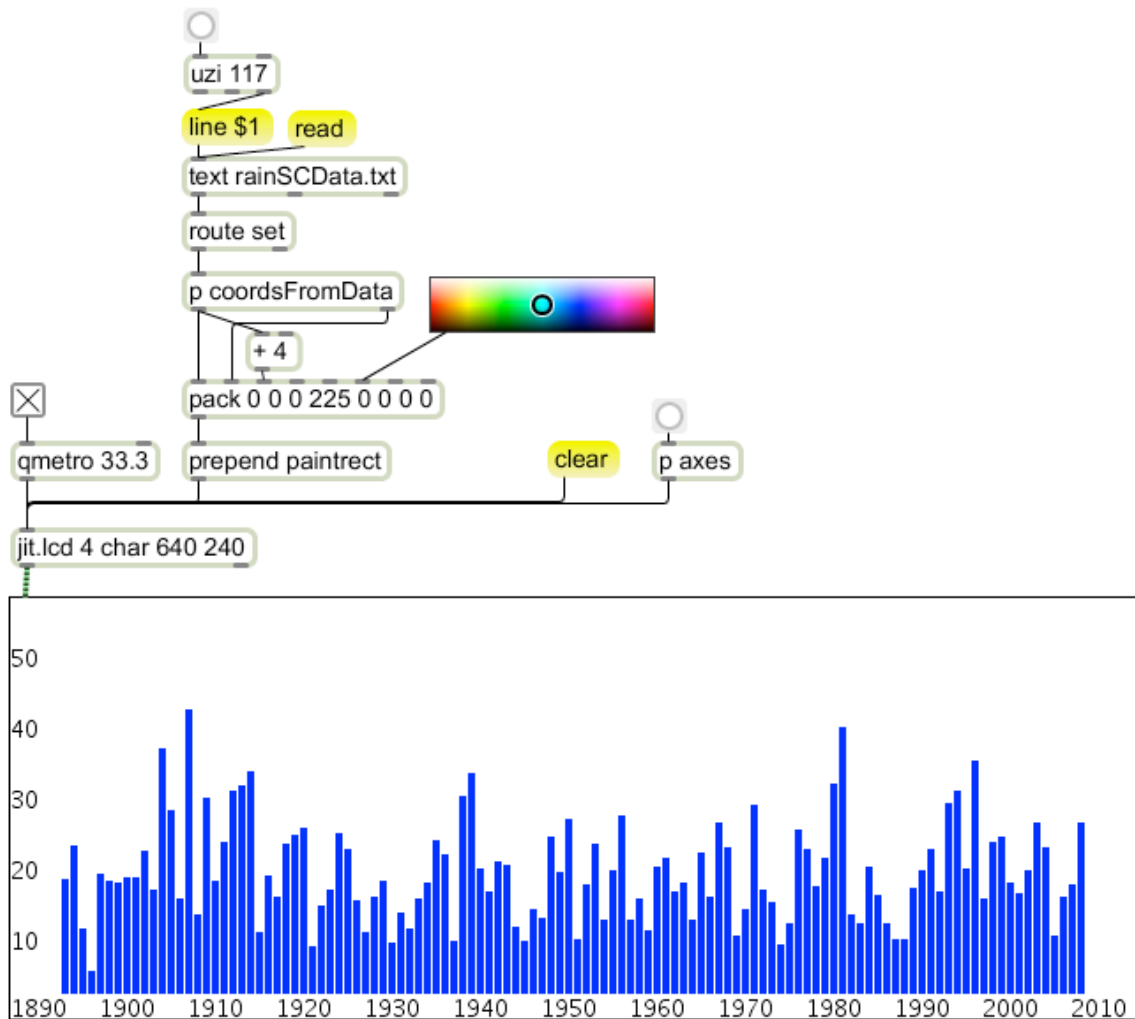 uzi 117
line $1
read
text rainSCData.txt
route set
p coordsFromData
+ 4
pack 0 0 0 225 0 0 0 0
qmetro 33.3
prepend paintrect
clear
p axes
jit.lcd 4 char 640 240
50
40
30
20
10
1890 1900 1910 1920 1930 1940 1950 1960 1970 1980 1990 2000 2010